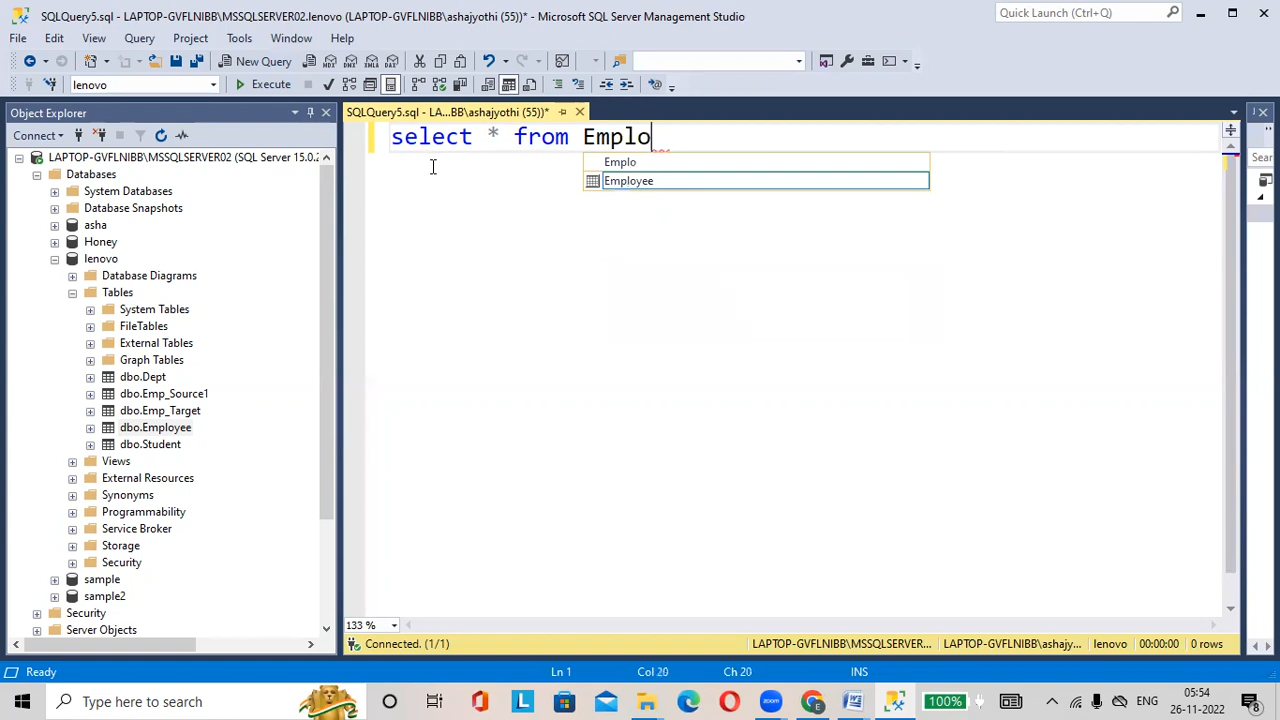 SQLQuery5.sql - LAPTOP-GVFLNIBB\MSSQLSERVER02.lenovo (LAPTOP-GVFLNIBB\ashajyothi (55))* - Microsoft SQL Server Management Studio
Quick Launch (Ctrl+Q)
File Edit View Query Project Tools Window Help
New Query
lenovo Execute
Object Explorer
SQLQuery5.sql - LA...BB\ashajyothi (55))*
Connect
select * from Emplo
Emplo
Employee
LAPTOP-GVFLNIBB\MSSQLSERVER02 (SQL Server 15.0.2
Databases
System Databases
Database Snapshots
asha
Honey
lenovo
Database Diagrams
Tables
System Tables
FileTables
External Tables
Graph Tables
dbo.Dept
dbo.Emp_Source1
dbo.Emp_Target
dbo.Employee
dbo.Student
Views
External Resources
Synonyms
Programmability
Service Broker
Storage
Security
sample
sample2
Security
Server Objects
133 %
Connected. (1/1) LAPTOP-GVFLNIBB\MSSQLSERVER... LAPTOP-GVFLNIBB\ashajy... lenovo 00:00:00 0 rows
Ready Ln 1 Col 20 Ch 20 INS
Type here to search
100%
ENG
05:54
26-11-2022
8